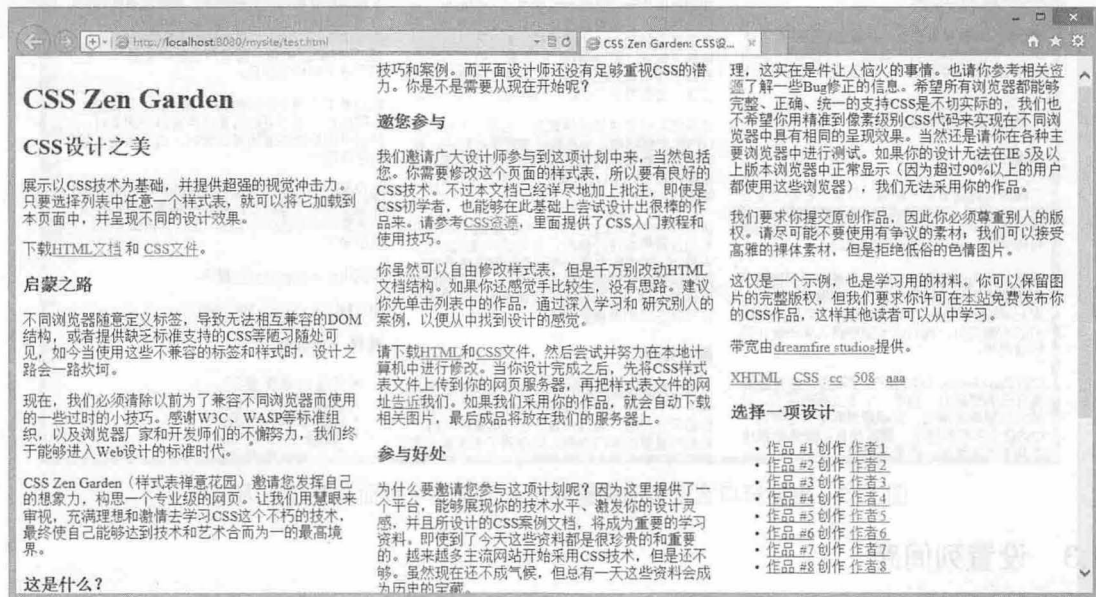 http://localhost:8080/mysite/test.html
CSS Zen Garden: CSS设...
CSS Zen Garden
CSS设计之美
展示以CSS技术为基础，并提供超强的视觉冲击力。
只要选择列表中任意一个样式表，就可以将它加载到
本页面中，并呈现不同的设计效果。
下载HTML文档 和 CSS文件。
启蒙之路
不同浏览器随意定义标签，导致无法相互兼容的DOM
结构，或者提供缺乏标准支持的CSS等陋习随处可
见，如今当使用这些不兼容的标签和样式时，设计之
路会一路坎坷。
现在，我们必须清除以前为了兼容不同浏览器而使用
的一些过时的小技巧。感谢W3C、WASP等标准组
织，以及浏览器厂家和开发师们的不懈努力，我们终
于能够进入Web设计的标准时代。
CSS Zen Garden（样式表禅意花园）邀请您发挥自己
的想象力，构思一个专业级的网页。让我们用慧眼来
审视，充满理想和激情去学习CSS这个不朽的技术，
最终使自己能够达到技术和艺术合而为一的最高境
界。
这是什么？
技巧和案例。而平面设计师还没有足够重视CSS的潜
力。你是不是需要从现在开始呢？
邀您参与
我们邀请广大设计师参与到这项计划中来，当然包括
您。你需要修改这个页面的样式表，所以要有良好的
CSS技术。不过本文档已经详尽地加上批注，即使是
CSS初学者，也能够在此基础上尝试设计出很棒的作
品来。请参考CSS资源，里面提供了CSS入门教程和
使用技巧。
你虽然可以自由修改样式表，但是千万别改动HTML
文档结构。如果你还感觉手比较生，没有思路。建议
你先单击列表中的作品，通过深入学习和 研究别人的
案例，以便从中找到设计的感觉。
请下载HTML和CSS文件，然后尝试并努力在本地计
算机中进行修改。当你设计完成之后，先将CSS样式
表文件上传到你的网页服务器，再把样式表文件的网
址告诉我们。如果我们采用你的作品，就会自动下载
相关图片，最后成品将放在我们的服务器上。
参与好处
为什么要邀请您参与这项计划呢？因为这里提供了一
个平台，能够展现你的技术水平、激发你的设计灵
感，并且所设计的CSS案例文档，将成为重要的学习
资料。即使到了今天这些资料都是很珍贵的和重要
的。越来越多主流网站开始采用CSS技术，但是还不
够。虽然现在还不成气候，但总有一天这些资料会成
为历史的宝藏。
理，这实在是件让人恼火的事情。也请你参考相关资
源了解一些Bug修正的信息。希望所有浏览器都能够
完整、正确、统一的支持CSS是不切实际的，我们也
不希望你用精准到像素级别CSS代码来实现在不同浏
览器中具有相同的呈现效果。当然还是请你在各种主
要浏览器中进行测试。如果你的设计无法在IE 5及以
上版本浏览器中正常显示（因为超过90%以上的用户
都使用这些浏览器），我们无法采用你的作品。
我们要求你提交原创作品，因此你必须尊重别人的版
权。请尽可能不要使用有争议的素材；我们可以接受
高雅的裸体素材，但是拒绝低俗的色情图片。
这仅是一个示例，也是学习用的材料。你可以保留图
片的完整版权，但我们要求你许可在本站免费发布你
的CSS作品，这样其他读者可以从中学习。
带宽由dreamfire studios提供。
XHTML CSS cc 508 aaa
选择一项设计
• 作品 #1 创作 作者1
• 作品 #2 创作 作者2
• 作品 #3 创作 作者3
• 作品 #4 创作 作者4
• 作品 #5 创作 作者5
• 作品 #6 创作 作者6
• 作品 #7 创作 作者7
• 作品 #8 创作 作者8